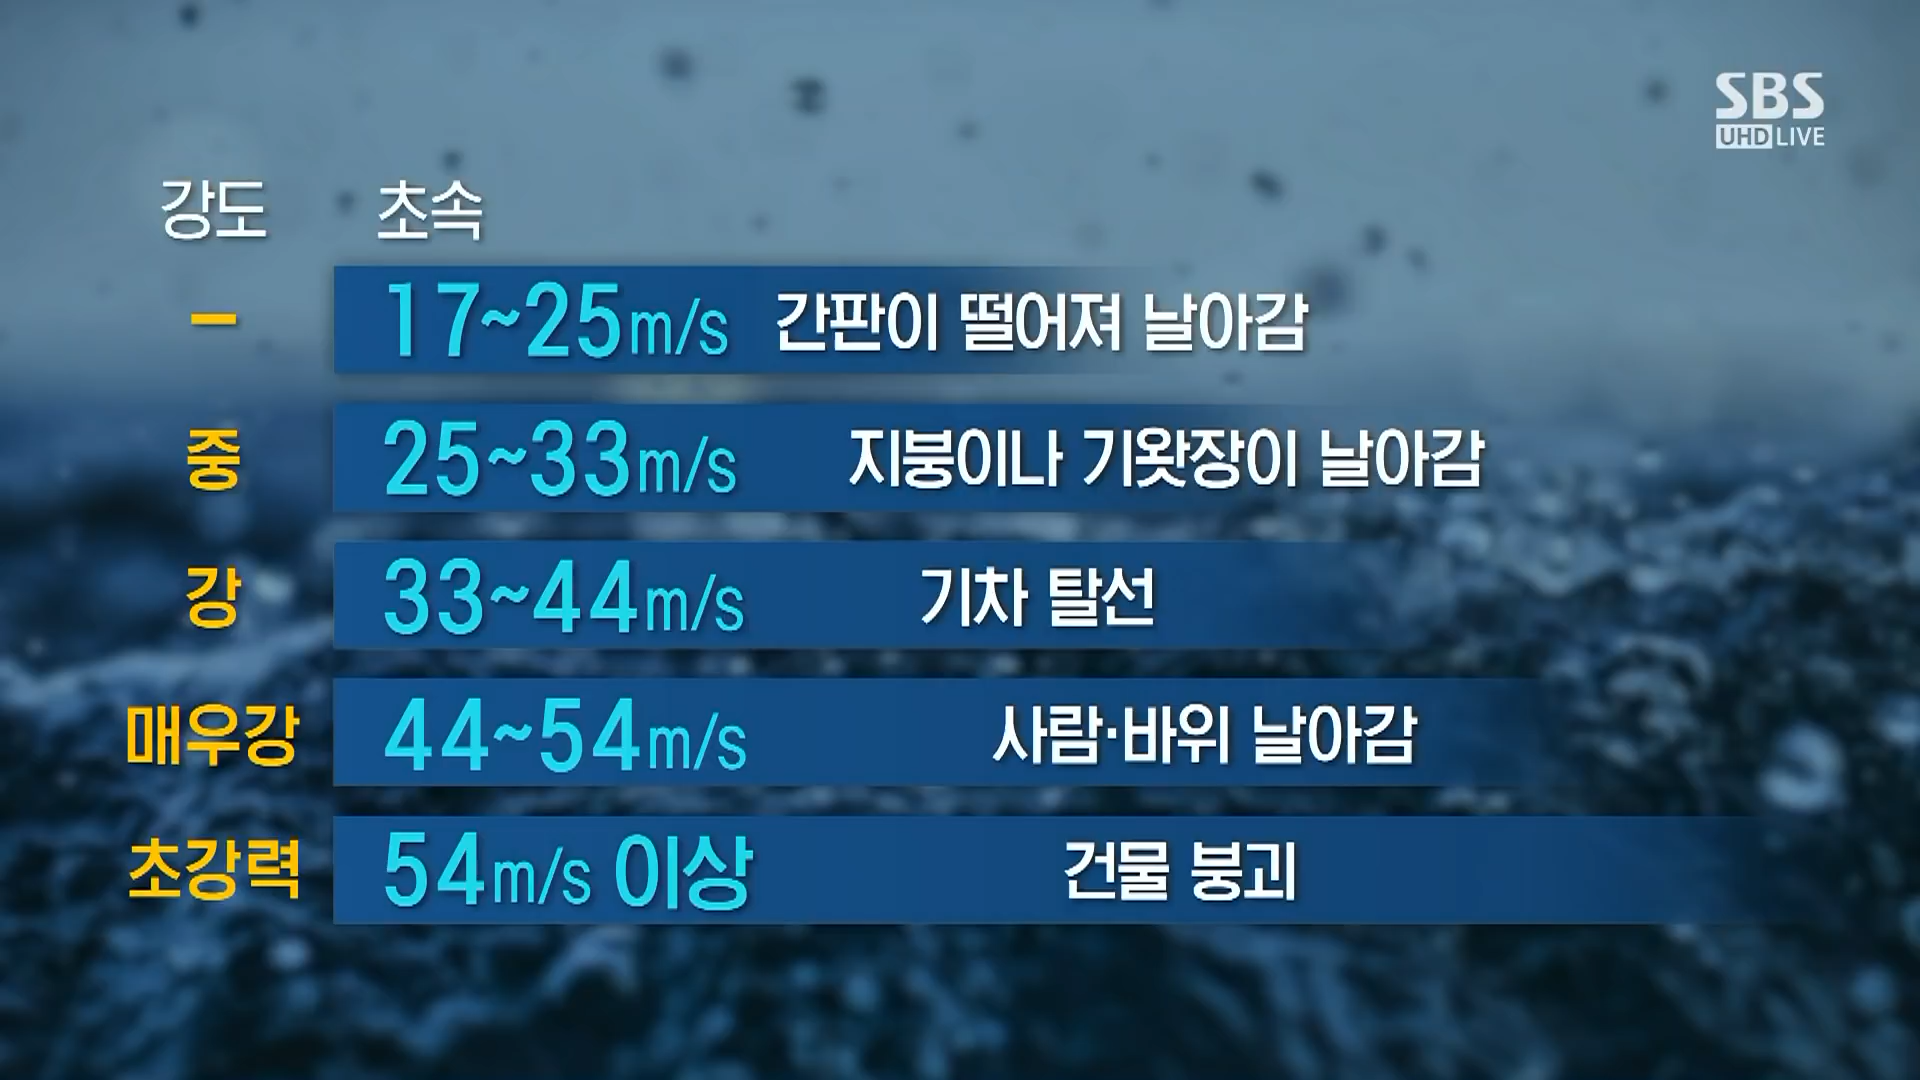 SBS
UHD LIVE
강도 초속
- 17~25m/s 간판이 떨어져 날아감
중 25~33m/s 지붕이나 기왓장이 날아감
강 33~44m/s 기차 탈선
매우강 44~54m/s 사람·바위 날아감
초강력 54m/s 이상 건물 붕괴